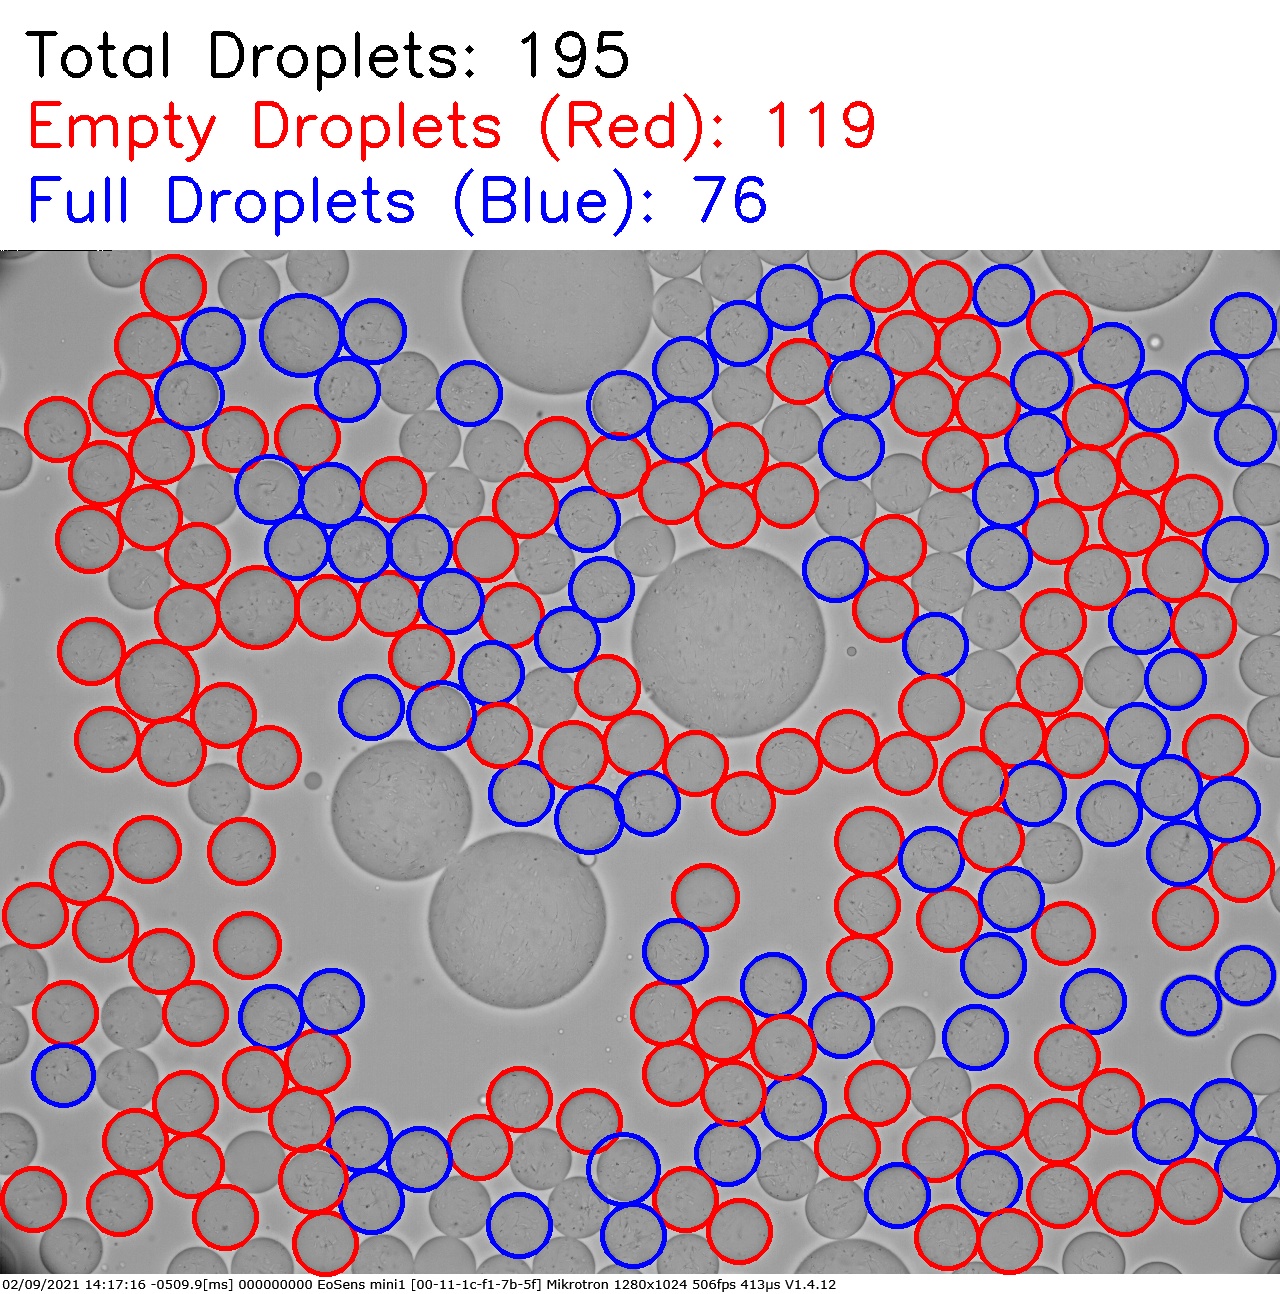 Total Droplets: 195
Empty Droplets (Red): 119
Full Droplets (Blue): 76
02/09/2021 14:17:16 -0509.9[ms] 000000000 EoSens mini1 [00-11-1c-f1-7b-5f] Mikrotron 1280x1024 506fps 413µs V1.4.12